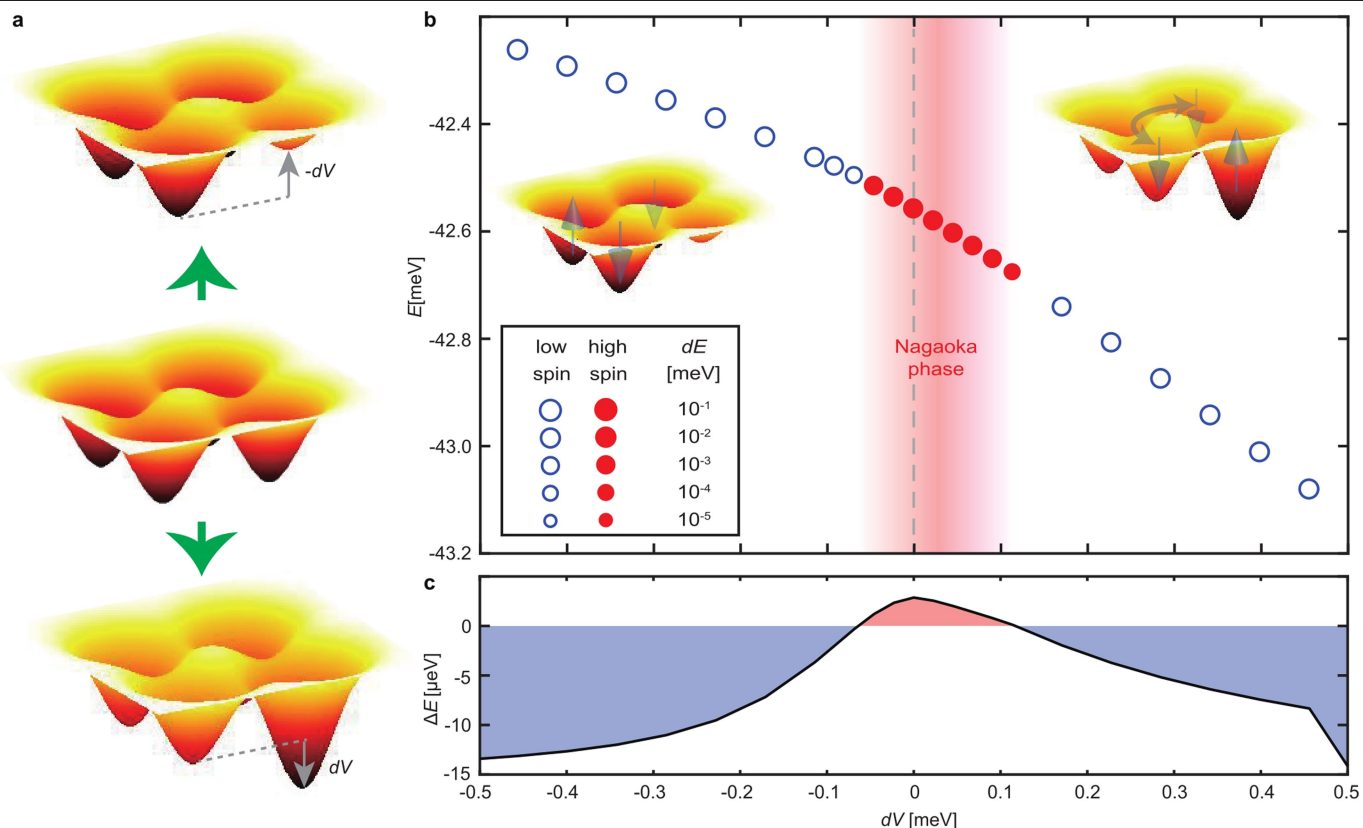 a
-dV
dV
b
E[meV]
-42.4
-42.6
-42.8
-43.0
-43.2
Nagaoka
phase
low high dE
spin spin [meV]
10⁻¹
10⁻²
10⁻³
10⁻⁴
10⁻⁵
c
ΔE [µeV]
0
-5
-10
-15
-0.5 -0.4 -0.3 -0.2 -0.1 0 0.1 0.2 0.3 0.4 0.5
dV [meV]